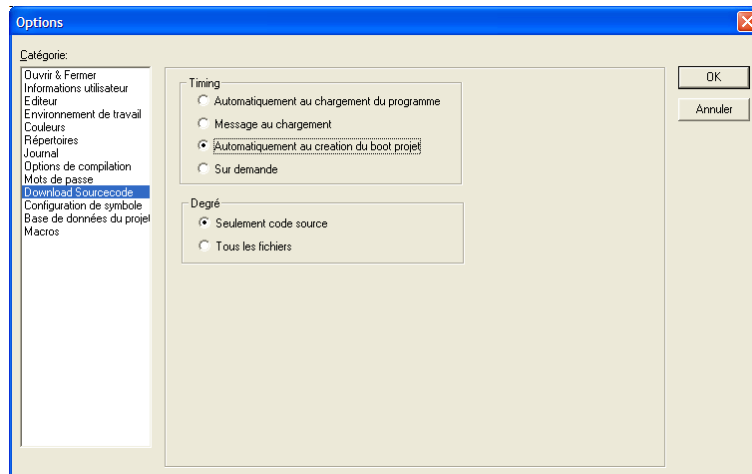 Options
Catégorie:
Ouvrir & Fermer
Informations utilisateur
Editeur
Environnement de travail
Couleurs
Répertoires
Journal
Options de compilation
Mots de passe
Download Sourcecode
Configuration de symbole
Base de données du projet
Macros
Timing
Automatiquement au chargement du programme
Message au chargement
Automatiquement au creation du boot projet
Sur demande
Degré
Seulement code source
Tous les fichiers
OK
Annuler